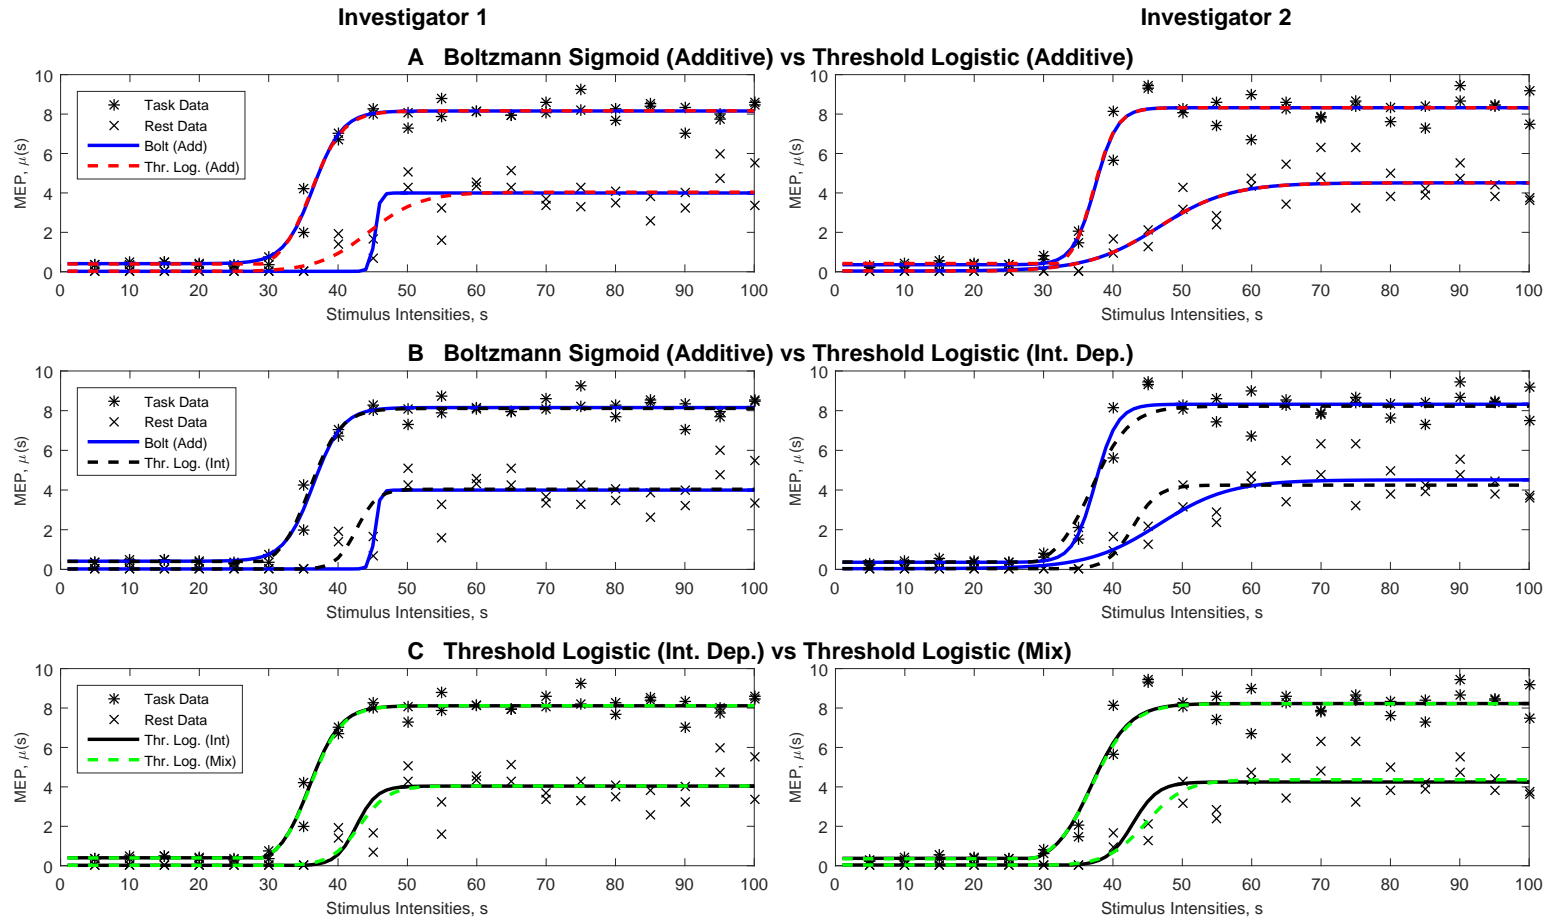 Investigator 1
Investigator 2
A Boltzmann Sigmoid (Additive) vs Threshold Logistic (Additive)
10
8
6
4
2
0
MEP, μ(s)
Task Data
Rest Data
Bolt (Add)
Thr. Log. (Add)
0 10 20 30 40 50 60 70 80 90 100
Stimulus Intensities, s
10
8
6
4
2
0
MEP, μ(s)
0 10 20 30 40 50 60 70 80 90 100
Stimulus Intensities, s
B Boltzmann Sigmoid (Additive) vs Threshold Logistic (Int. Dep.)
10
8
6
4
2
0
MEP, μ(s)
Task Data
Rest Data
Bolt (Add)
Thr. Log. (Int)
0 10 20 30 40 50 60 70 80 90 100
Stimulus Intensities, s
10
8
6
4
2
0
MEP, μ(s)
0 10 20 30 40 50 60 70 80 90 100
Stimulus Intensities, s
C Threshold Logistic (Int. Dep.) vs Threshold Logistic (Mix)
10
8
6
4
2
0
MEP, μ(s)
Task Data
Rest Data
Thr. Log. (Int)
Thr. Log. (Mix)
0 10 20 30 40 50 60 70 80 90 100
Stimulus Intensities, s
10
8
6
4
2
0
MEP, μ(s)
0 10 20 30 40 50 60 70 80 90 100
Stimulus Intensities, s